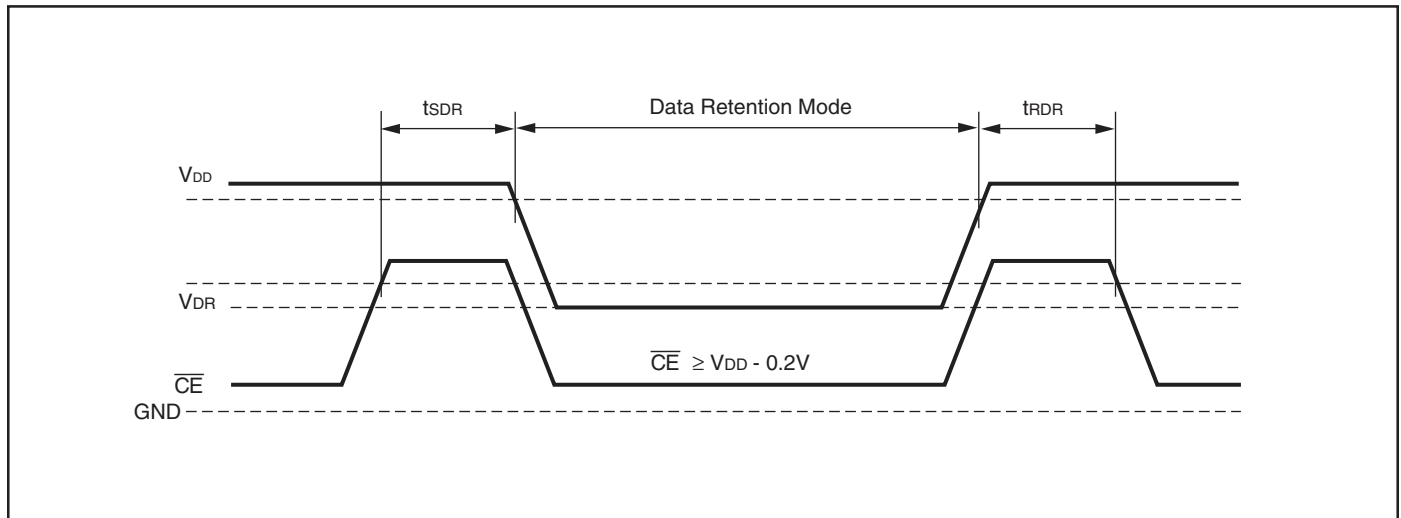 tSDR Data Retention Mode tRDR
VDD
VDR
CE ≥ VDD - 0.2V
CE
GND